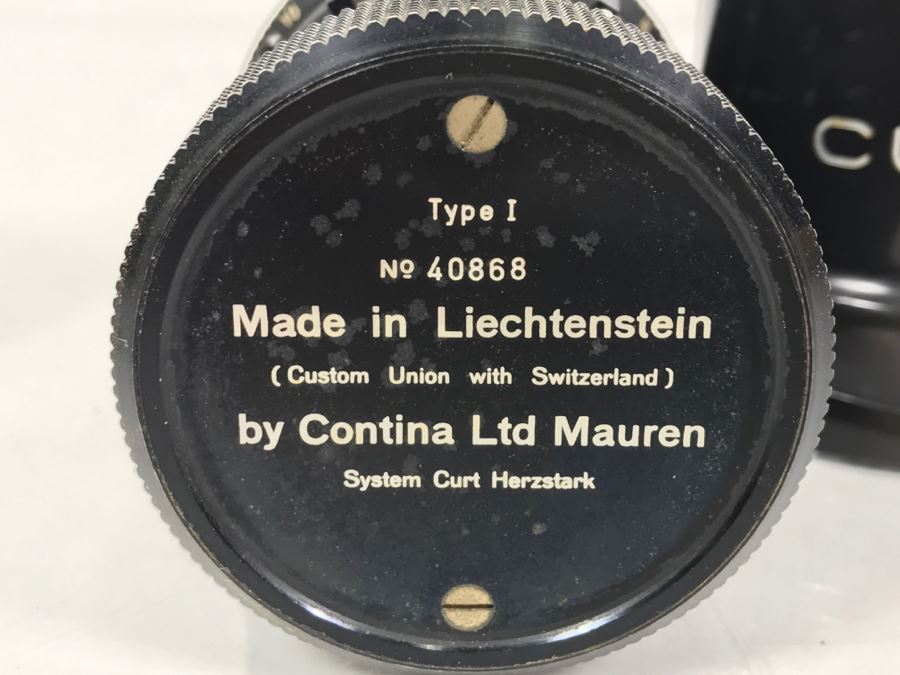 Type I
Nº 40868
Made in Liechtenstein
( Custom Union with Switzerland )
by Contina Ltd Mauren
System Curt Herzstark